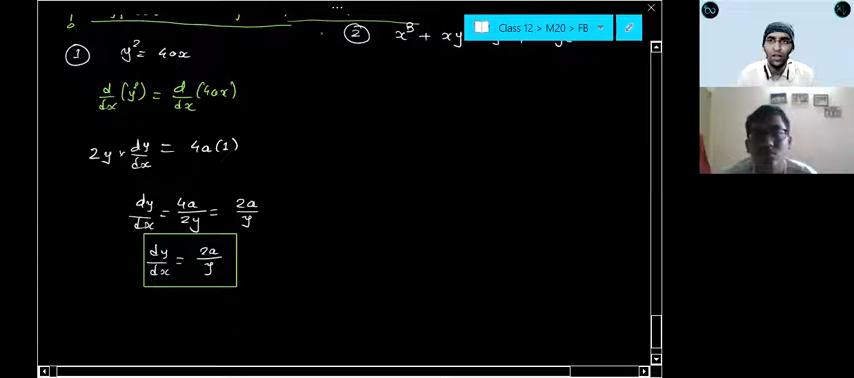 ① y² = 4ax
② x³ + xy
Class 12 > M20 > FB
d/dx (y²) = d/dx (4ax)
2y × dy/dx = 4a(1)
dy/dx = 4a/2y = 2a/y
dy/dx = 2a/y